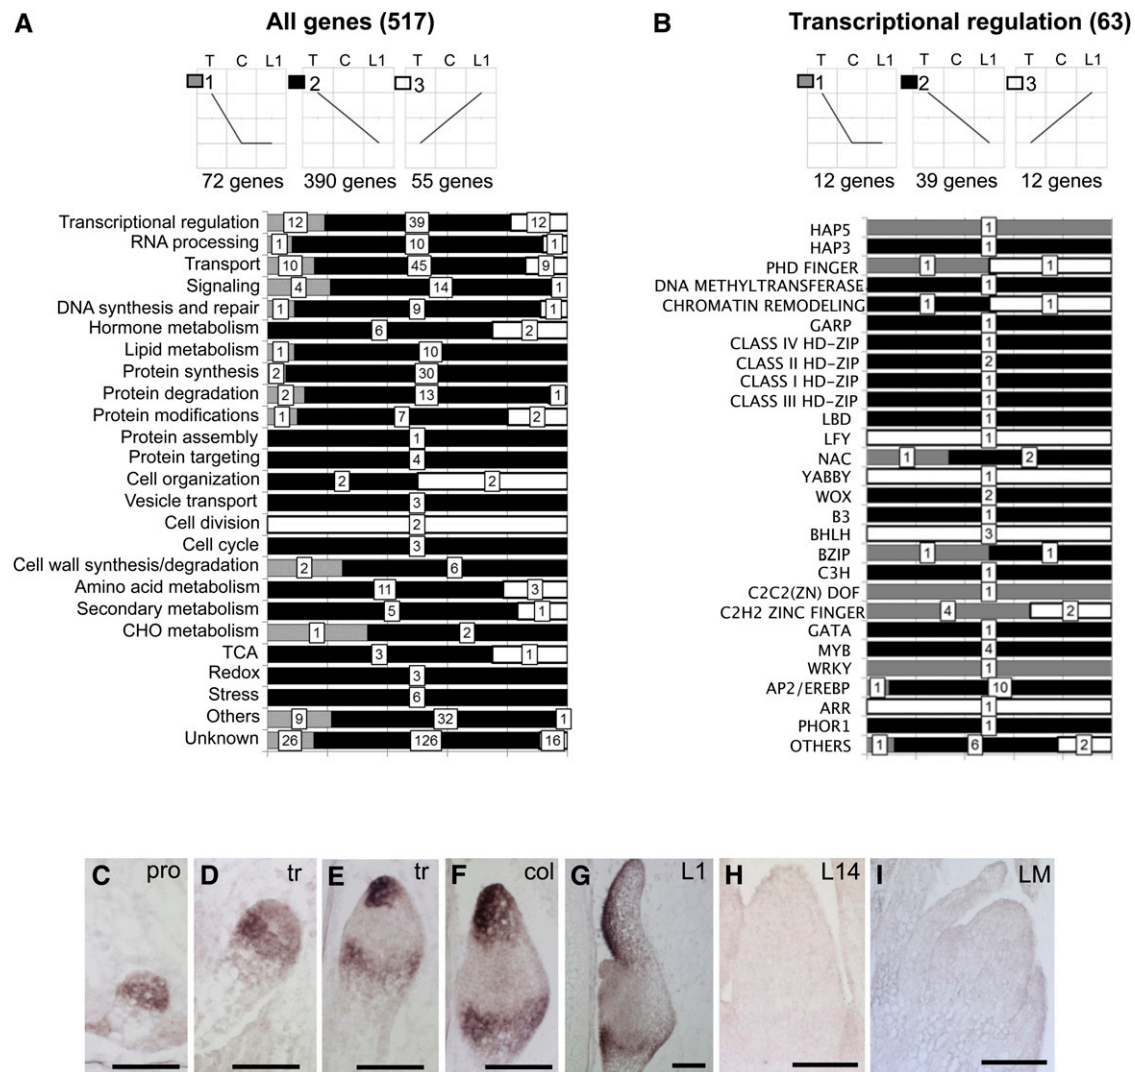 A All genes (517)
T C L1 T C L1 T C L1
1 2 3
72 genes 390 genes 55 genes
Transcriptional regulation 12 39 12
RNA processing 1 10 1
Transport 10 45 9
Signaling 4 14 1
DNA synthesis and repair 1 9 1
Hormone metabolism 6 2
Lipid metabolism 1 10
Protein synthesis 2 30
Protein degradation 2 13 1
Protein modifications 1 7 2
Protein assembly 1
Protein targeting 4
Cell organization 2 2
Vesicle transport 3
Cell division 2
Cell cycle 3
Cell wall synthesis/degradation 2 6
Amino acid metabolism 11 3
Secondary metabolism 5 1
CHO metabolism 1 2
TCA 3 1
Redox 3
Stress 6
Others 9 32 1
Unknown 26 126 16
B Transcriptional regulation (63)
T C L1 T C L1 T C L1
1 2 3
12 genes 39 genes 12 genes
HAP5 1
HAP3 1
PHD FINGER 1 1
DNA METHYLTRANSFERASE 1
CHROMATIN REMODELING 1 1
GARP 1
CLASS IV HD-ZIP 1
CLASS II HD-ZIP 2
CLASS I HD-ZIP 1
CLASS III HD-ZIP 1
LBD 1
LFY 1
NAC 1 2
YABBY 1
WOX 2
B3 1
BHLH 3
BZIP 1 1
C3H 1
C2C2(ZN) DOF 1
C2H2 ZINC FINGER 4 2
GATA 1
MYB 4
WRKY 1
AP2/EREBP 1 10
ARR 1
PHOR1 1
OTHERS 1 6 2
C pro D tr E tr F col G L1 H L14 I LM